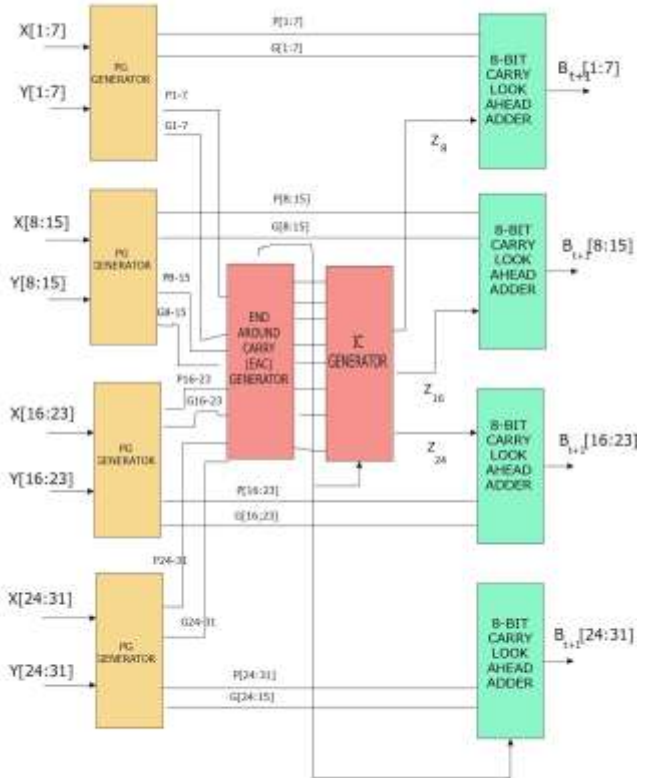 X[1:7]
Y[1:7]
PG
GENERATOR
P[1:7]
G[1:7]
P1-7
G1-7
8-BIT
CARRY
LOOK
AHEAD
ADDER
B t+1 [1:7]
Z 8
X[8:15]
Y[8:15]
PG
GENERATOR
P[8:15]
G[8:15]
P8-15
G8-15
8-BIT
CARRY
LOOK
AHEAD
ADDER
B t+1 [8:15]
END
AROUND
CARRY
(EAC)
GENERATOR
IC
GENERATOR
Z 16
X[16:23]
Y[16:23]
PG
GENERATOR
P16-23
G16-23
Z 24
P[16:23]
G[16:23]
8-BIT
CARRY
LOOK
AHEAD
ADDER
B t+1 [16:23]
P24-31
G24-31
X[24:31]
Y[24:31]
PG
GENERATOR
P[24:31]
G[24:15]
8-BIT
CARRY
LOOK
AHEAD
ADDER
B t+1 [24:31]